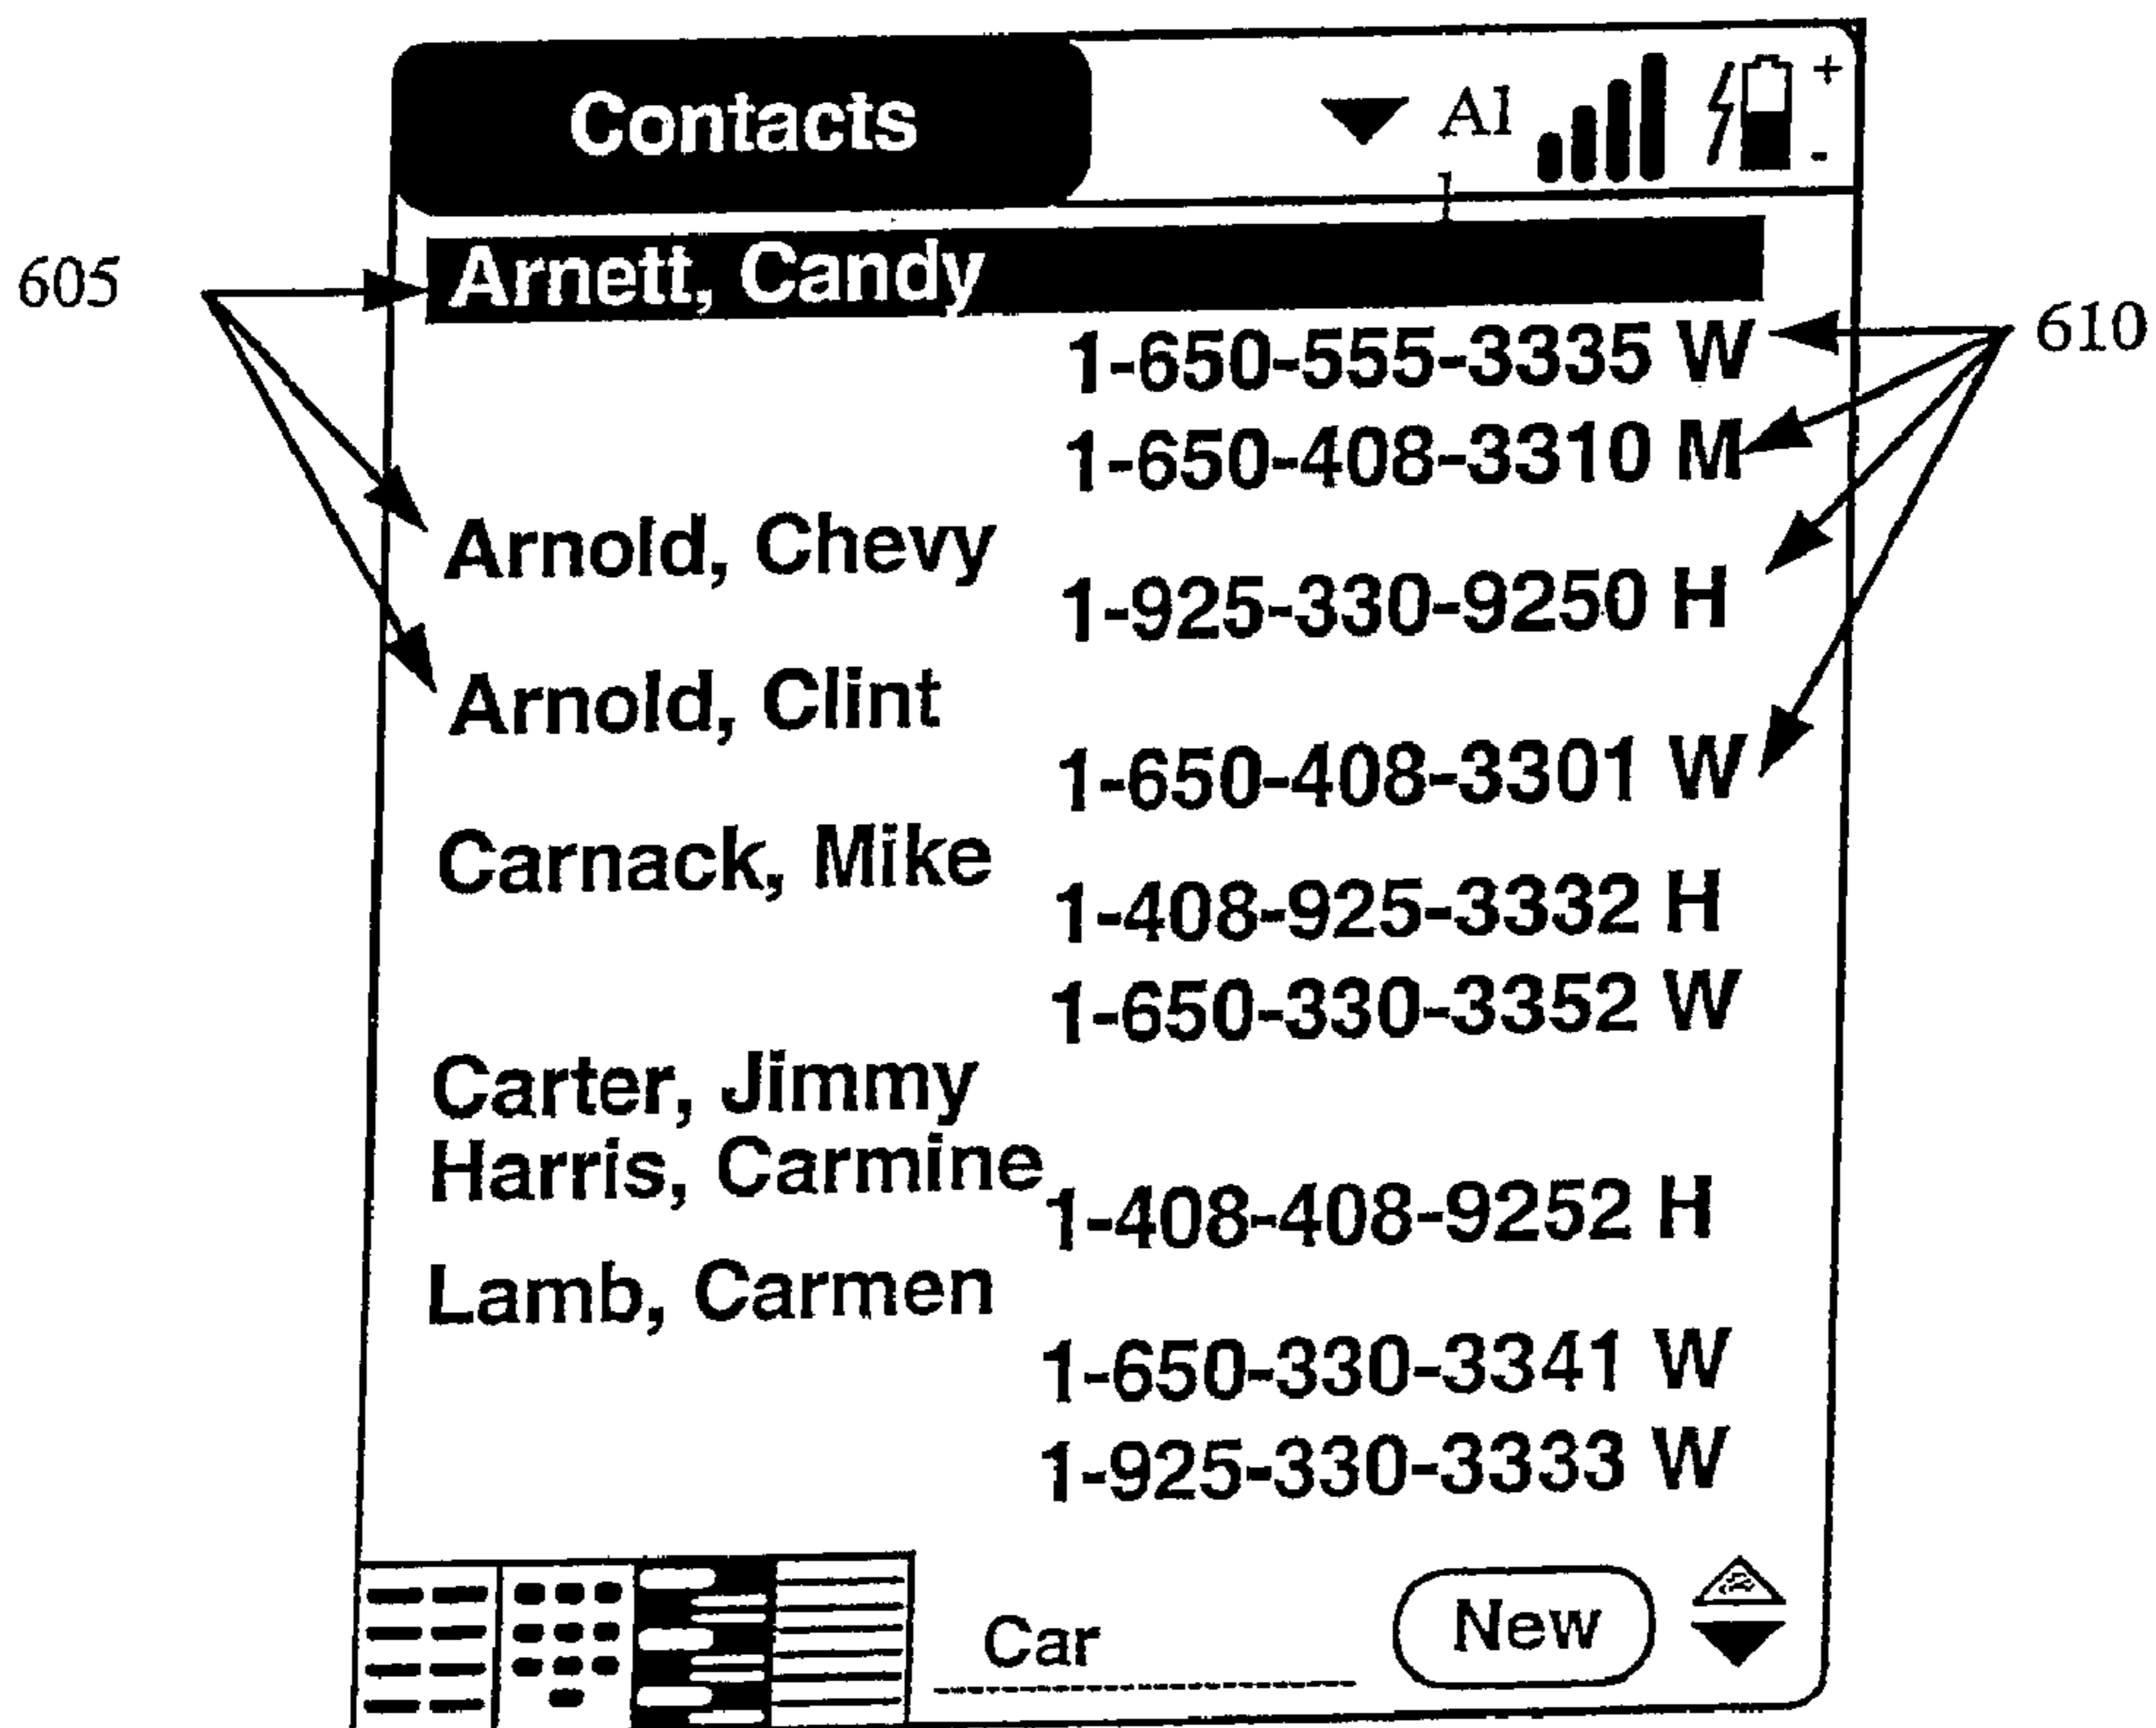 Contacts
Al
605
Arnett, Candy
610
1-650-555-3335 W
1-650-408-3310 M
Arnold, Chevy
1-925-330-9250 H
Arnold, Clint
1-650-408-3301 W
Carnack, Mike
1-408-925-3332 H
1-650-330-3352 W
Carter, Jimmy
Harris, Carmine
1-408-408-9252 H
Lamb, Carmen
1-650-330-3341 W
1-925-330-3333 W
Car
New